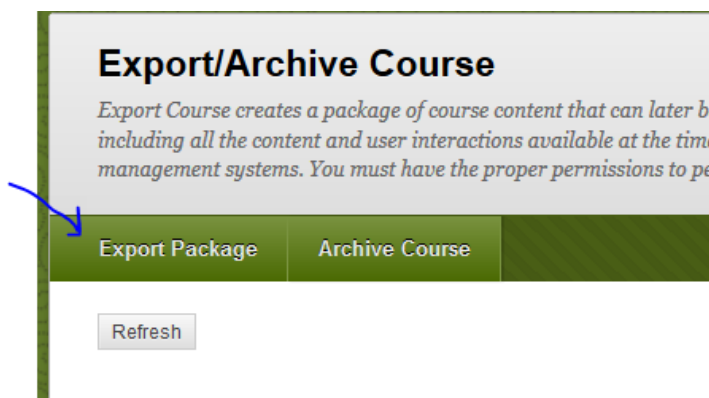 Export/Archive Course
Export Course creates a package of course content that can later b
including all the content and user interactions available at the tim
management systems. You must have the proper permissions to pe
Export Package Archive Course
Refresh